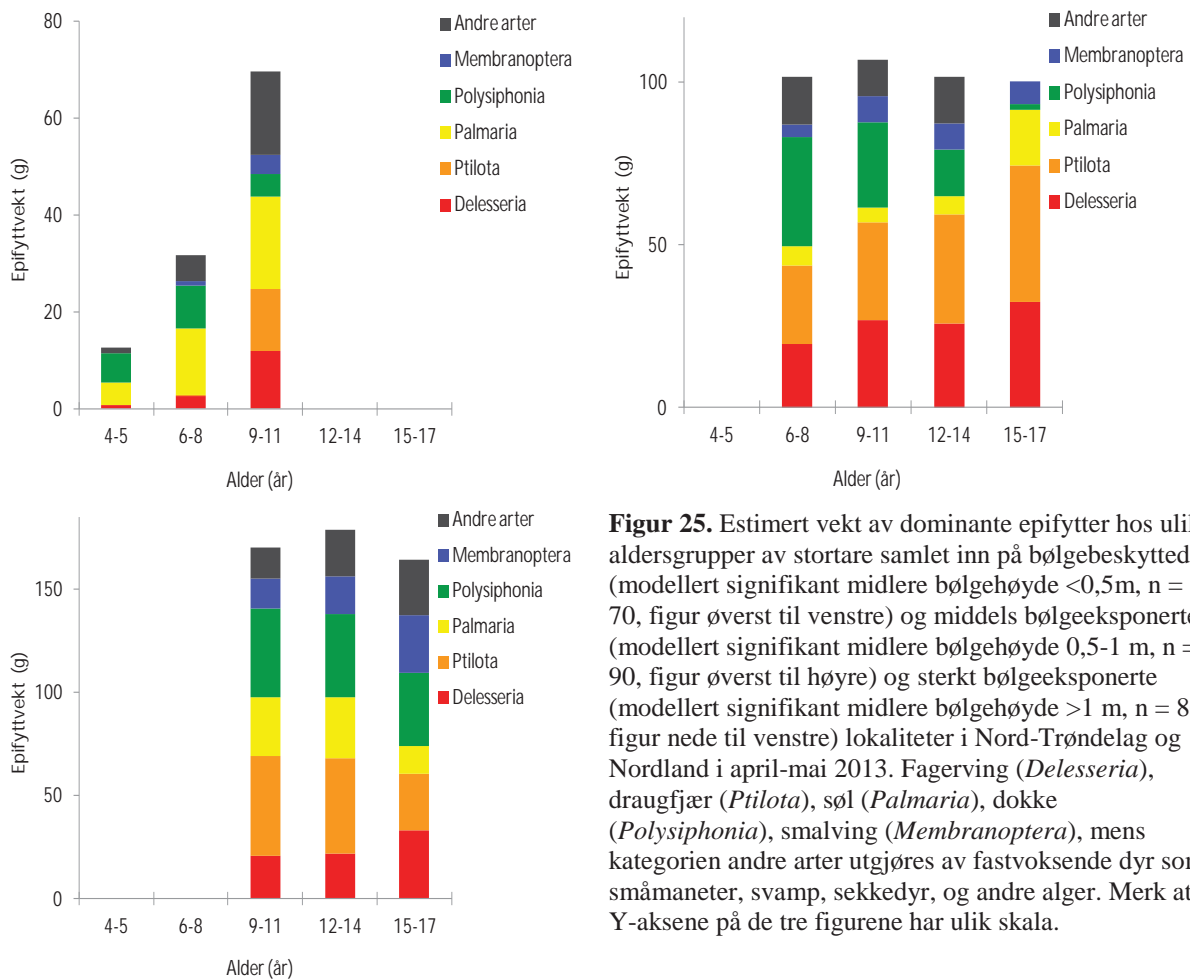 80
60
40
20
0
Epifyttvekt (g)
4-5 6-8 9-11 12-14 15-17
Alder (år)
Andre arter
Membranoptera
Polysiphonia
Palmaria
Ptilota
Delesseria
100
50
0
Epifyttvekt (g)
4-5 6-8 9-11 12-14 15-17
Alder (år)
Andre arter
Membranoptera
Polysiphonia
Palmaria
Ptilota
Delesseria
150
100
50
0
Epifyttvekt (g)
4-5 6-8 9-11 12-14 15-17
Alder (år)
Andre arter
Membranoptera
Polysiphonia
Palmaria
Ptilota
Delesseria
Figur 25. Estimert vekt av dominante epifytter hos uli
aldersgrupper av stortare samlet inn på bølgebeskytted
(modellert signifikant midlere bølgehøyde <0,5m, n =
70, figur øverst til venstre) og middels bølgeeksponert
(modellert signifikant midlere bølgehøyde 0,5-1 m, n =
90, figur øverst til høyre) og sterkt bølgeeksponerte
(modellert signifikant midlere bølgehøyde >1 m, n = 8
figur nede til venstre) lokaliteter i Nord-Trøndelag og
Nordland i april-mai 2013. Fagerving (Delesseria),
draugfjær (Ptilota), søl (Palmaria), dokke
(Polysiphonia), smalving (Membranoptera), mens
kategorien andre arter utgjøres av fastvoksende dyr so
småmaneter, svamp, sekkedyr, og andre alger. Merk at
Y-aksene på de tre figurene har ulik skala.